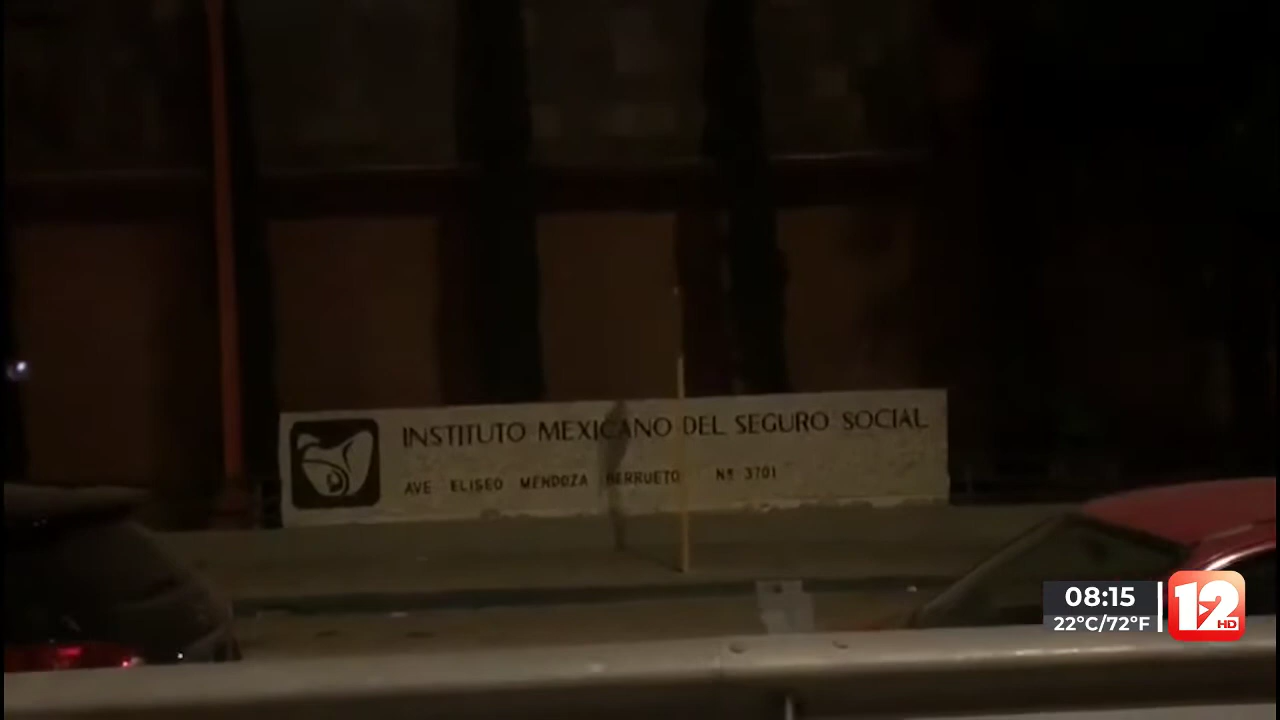 INSTITUTO MEXICANO DEL SEGURO SOCIAL
AVE ELISEO MENDOZA BERRUETO Nº 3701
08:15
22°C/72°F
12
HD